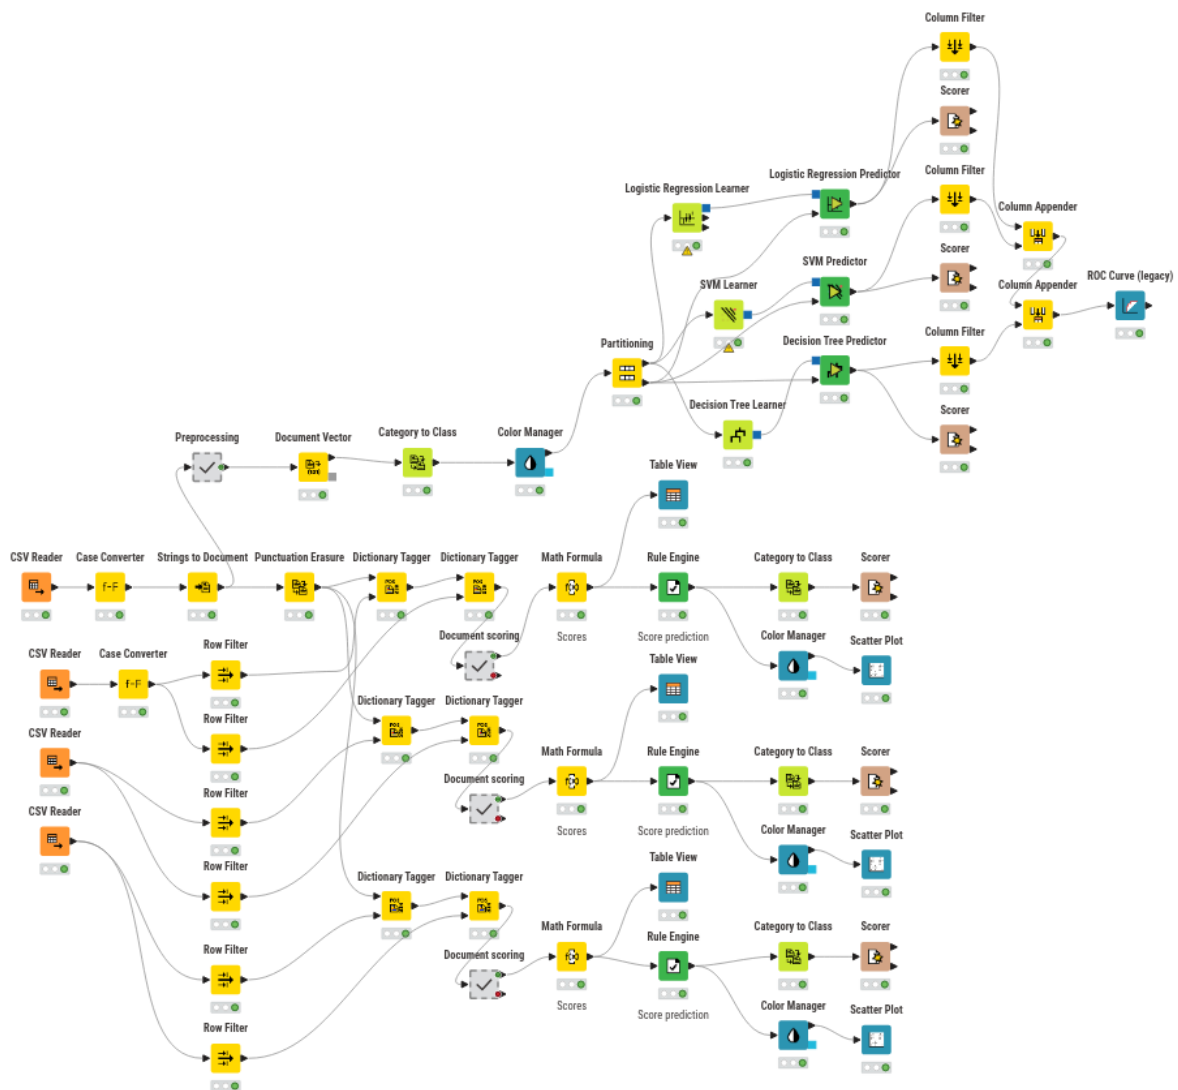 Column Filter
Scorer
Logistic Regression Predictor
Column Filter
Logistic Regression Learner
Column Appender
Scorer
SVM Predictor
ROC Curve (legacy)
SVM Learner
Column Appender
Column Filter
Partitioning
Decision Tree Predictor
Decision Tree Learner
Scorer
Preprocessing
Document Vector
Category to Class
Color Manager
Table View
CSV Reader
Case Converter
Strings to Document
Punctuation Erasure
Dictionary Tagger
Dictionary Tagger
Math Formula
Rule Engine
Category to Class
Scorer
f-F
Scores
Score prediction
Document scoring
Color Manager
Scatter Plot
CSV Reader
Case Converter
Row Filter
Table View
f-F
Dictionary Tagger
Dictionary Tagger
Row Filter
CSV Reader
Math Formula
Rule Engine
Category to Class
Scorer
Document scoring
CSV Reader
Row Filter
Scores
Score prediction
Color Manager
Scatter Plot
Table View
Row Filter
Dictionary Tagger
Dictionary Tagger
Math Formula
Rule Engine
Category to Class
Scorer
Row Filter
Document scoring
Scores
Score prediction
Color Manager
Scatter Plot
Row Filter